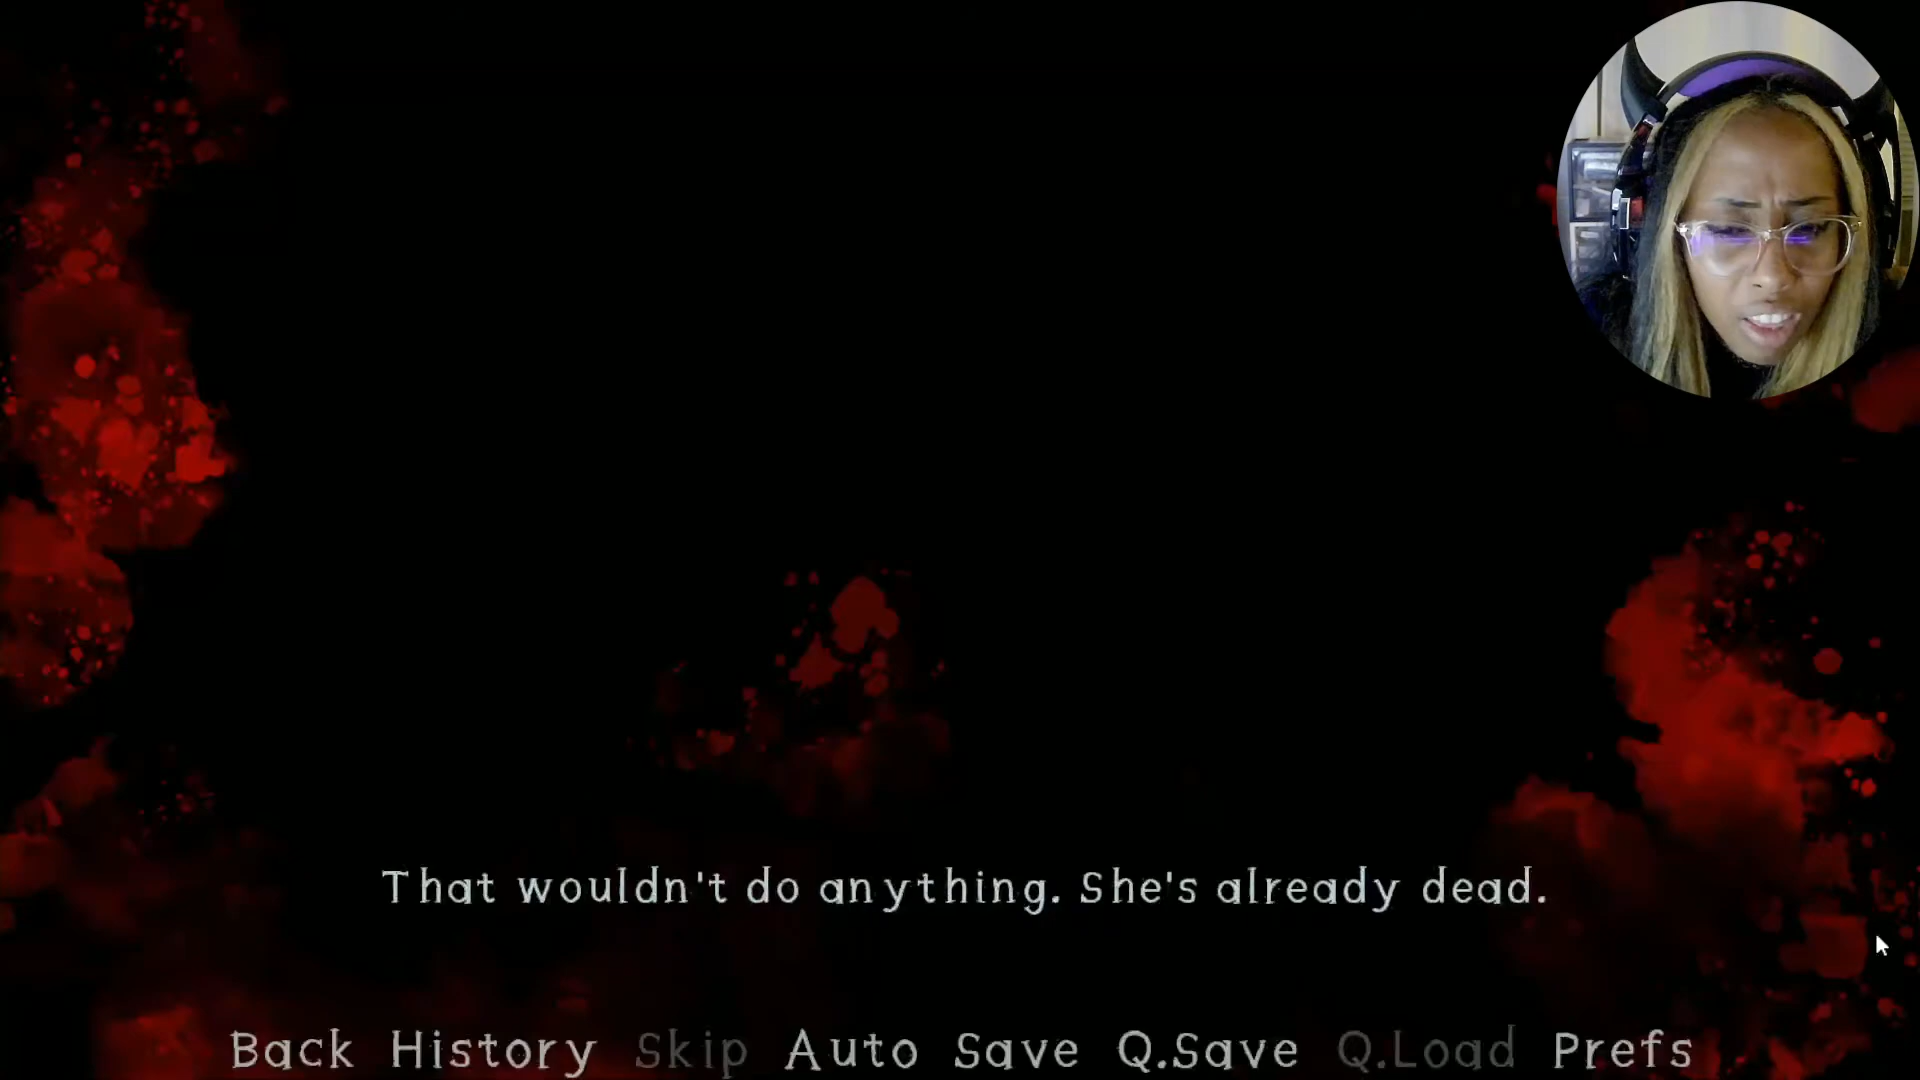 That wouldn't do anything. She's already dead.
Back History Skip Auto Save Q.Save Q.Load Prefs